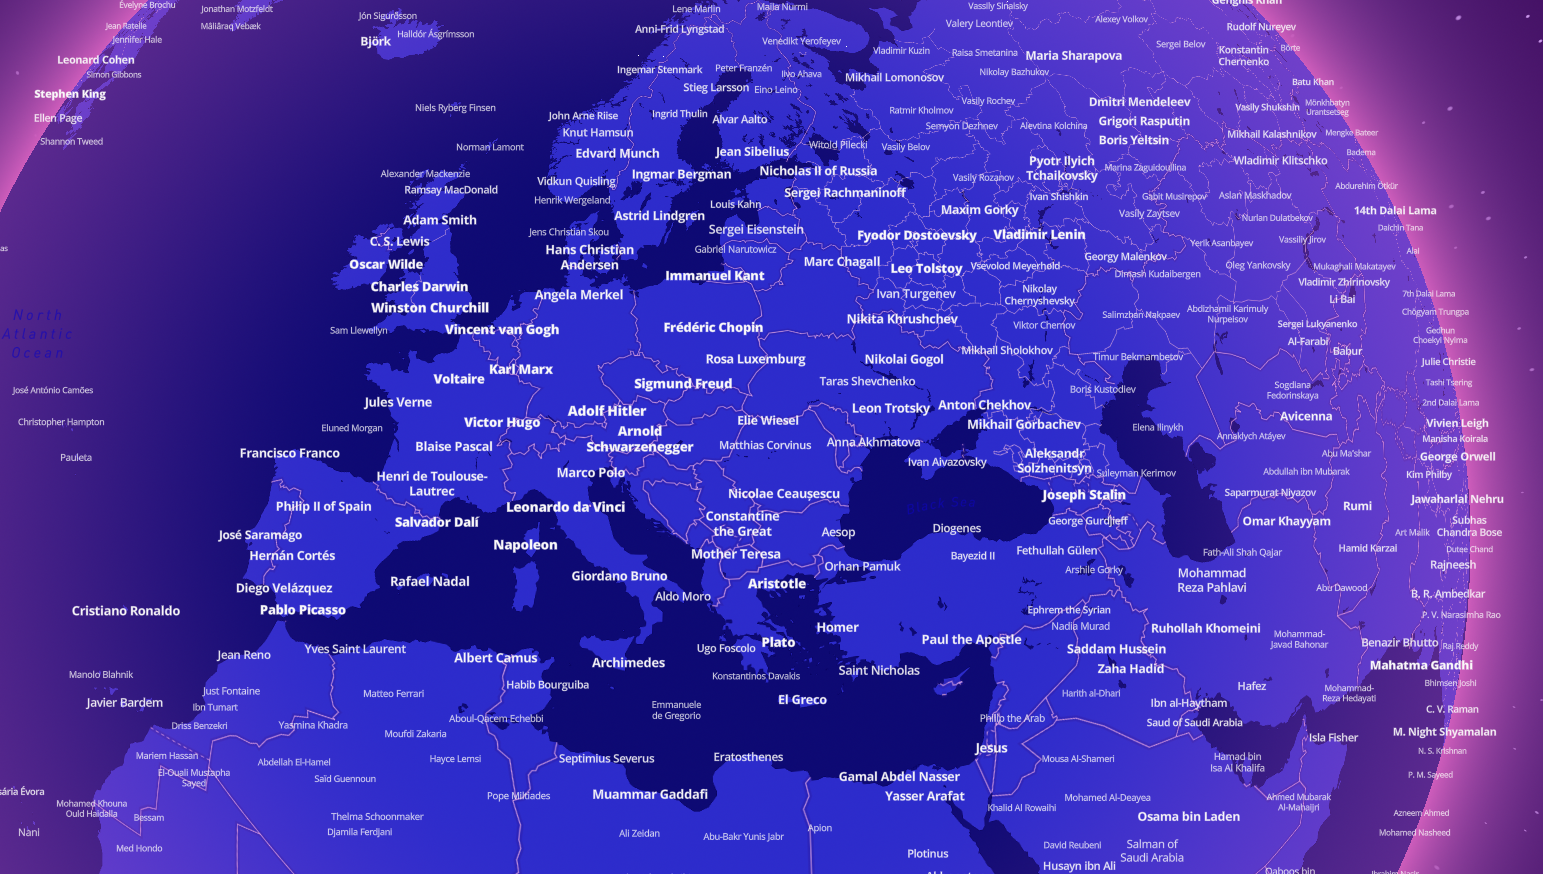 Évelyne Brochu
Jonathan Motzfeldt
Jón Sigurðsson
Lene Marlin
Maila Nurmi
Vassily Sinaisky
Genghis Khan
Jean Ratelle
Mâliâraq Vebæk
Halldór Ásgrímsson
Anni-Frid Lyngstad
Valery Leontiev
Alexey Volkov
Rudolf Nureyev
Jennifer Hale
Björk
Venedikt Yerofeyev
Vladimir Kuzin
Raisa Smetanina
Maria Sharapova
Sergei Belov
Konstantin
Chernenko
Börte
Leonard Cohen
Simon Gibbons
Ingemar Stenmark
Peter Franzén
Ilvo Ahava
Mikhail Lomonosov
Nikolay Bazhukov
Batu Khan
Stephen King
Stieg Larsson
Eino Leino
Niels Ryberg Finsen
Vasily Rochev
Dmitri Mendeleev
Vasily Shukshin
Mönkhbatyn
Urantsetseg
Ellen Page
John Arne Riise
Ingrid Thulin
Alvar Aalto
Ratmir Kholmov
Semyon Dezhnev
Alevtina Kolchina
Grigori Rasputin
Shannon Tweed
Knut Hamsun
Boris Yeltsin
Mikhail Kalashnikov
Mengke Bateer
Norman Lamont
Edvard Munch
Jean Sibelius
Witold Pilecki
Vasily Belov
Pyotr Ilyich
Tchaikovsky
Marina Zaguidoullina
Wladimir Klitschko
Badema
Alexander Mackenzie
Ramsay MacDonald
Vidkun Quisling
Ingmar Bergman
Nicholas II of Russia
Vasily Rozanov
Abdurehim Otkür
Henrik Wergeland
Sergei Rachmaninoff
Ivan Shishkin
Gabit Musirepov
Aslan Maskhadov
Adam Smith
Astrid Lindgren
Louis Kahn
Maxim Gorky
Vasily Zaytsev
Nurlan Dulatbekov
14th Dalai Lama
C. S. Lewis
Jens Christian Skou
Sergei Eisenstein
Fyodor Dostoevsky
Vladimir Lenin
Yerik Asanbayev
Vassiliy Jirov
Daichin Tana
as
Hans Christian
Andersen
Gabriel Narutowicz
Alai
Oscar Wilde
Immanuel Kant
Marc Chagall
Leo Tolstoy
Vsevolod Meyerhold
Georgy Malenkov
Dimash Kudaibergen
Oleg Yankovsky
Mukaghali Makatayev
Charles Darwin
Angela Merkel
Ivan Turgenev
Nikolay
Chernyshevsky
Vladimir Zbirinovsky
Li Bai
7th Dalai Lama
North
Atlantic
Ocean
Winston Churchill
Nikita Khrushchev
Salimzhan Nakpaev
Abdizhamil Karimuly
Nurpeisov
Chögyam Trungpa
Sam Llewellyn
Vincent van Gogh
Frédéric Chopin
Viktor Chernov
Sergei Lukyanenko
Gedhun
Choekyi Nyima
Al-Farabi
Babur
Rosa Luxemburg
Nikolai Gogol
Mikhail Sholokhov
Timur Bekmambetov
Julie Christie
Karl Marx
Voltaire
Sigmund Freud
Taras Shevchenko
Boris Kustodiev
Sogdiana
Fedorinskaya
Tashi Tsering
José António Camões
Jules Verne
Adolf Hitler
Leon Trotsky
Anton Chekhov
Avicenna
2nd Dalai Lama
Christopher Hampton
Eluned Morgan
Victor Hugo
Arnold
Schwarzenegger
Elie Wiesel
Mikhail Gorbachev
Elena Ilinykh
Annaklych Atáyev
Vivien Leigh
Manisha Koirala
Pauleta
Francisco Franco
Blaise Pascal
Matthias Corvinus
Anna Akhmatova
Ivan Aivazovsky
Aleksandr
Solzhenitsyn
Süleyman Kerimov
Abu Ma'shar
George Orwell
Henri de Toulouse-
Lautrec
Marco Polo
Abdullah ibn Mubarak
Kim Philby
Philip II of Spain
Leonardo da Vinci
Nicolae Ceausescu
Joseph Stalin
Saparmurat Niyazov
Rumi
Jawaharlal Nehru
José Saramago
Salvador Dalí
Constantine
the Great
Aesop
Diogenes
George Gurdjieff
Omar Khayyam
Art Malik
Subhas
Chandra Bose
Hernán Cortés
Napoleon
Mother Teresa
Bayezid II
Fethullah Gülen
Fath-Ali Shah Qajar
Hamid Karzai
Dutee Chand
Diego Velázquez
Rafael Nadal
Giordano Bruno
Aristotle
Orhan Pamuk
Arshile Gorky
Mohammad
Reza Pahlavi
Abu Dawood
Rajneesh
Cristiano Ronaldo
Pablo Picasso
Aldo Moro
Ephrem the Syrian
B. R. Ambedkar
P. V. Narasimha Rao
Homer
Nadia Murad
Ruhollah Khomeini
Mohammad-
Javad Bahonar
Jean Reno
Yves Saint Laurent
Albert Camus
Archimedes
Ugo Foscolo
Plato
Paul the Apostle
Saddam Hussein
Benazir Bhutto
Raj Reddy
Manolo Blahnik
Habib Bourguiba
Konstantinos Davakis
Saint Nicholas
Zaha Hadid
Mahatma Gandhi
Javier Bardem
Just Fontaine
Matteo Ferrari
El Greco
Harith al-Dhari
Hafez
Mohammad-
Reza Hedayati
Bhimsen Joshi
Ibn Tumart
Aboul-Qacem Echebbi
Emmanuele
de Gregorio
Philip the Arab
Ibn al-Haytham
C. V. Raman
Driss Benzekri
Yasmina Khadra
Moufdi Zakaria
Saud of Saudi Arabia
Isla Fisher
M. Night Shyamalan
Mariem Hassan
Abdellah El-Hamel
Hayce Lemsi
Septimius Severus
Eratosthenes
Jesus
Mousa Al-Shameri
Hamad bin
Isa Al Khalifa
N. S. Krishnan
El-Ouali Mustapha
Sayed
Saïd Guennoun
Gamal Abdel Nasser
P. M. Sayeed
sária Évora
Pope Miltiades
Muammar Gaddafi
Yasser Arafat
Khalid Al Rowaihi
Mohamed Al-Deayea
Ahmed Mubarak
Al-Mahaijri
Mohamed Khouna
Ould Haidalla
Bessam
Thelma Schoonmaker
Osama bin Laden
Azneem Ahmed
Nani
Djamila Ferdjani
Ali Zeidan
Abu-Bakr Yunis Jabr
Apion
Mohamed Nasheed
Med Hondo
Plotinus
David Reubeni
Salman of
Saudi Arabia
Husayn ibn Ali
Qaboos bin